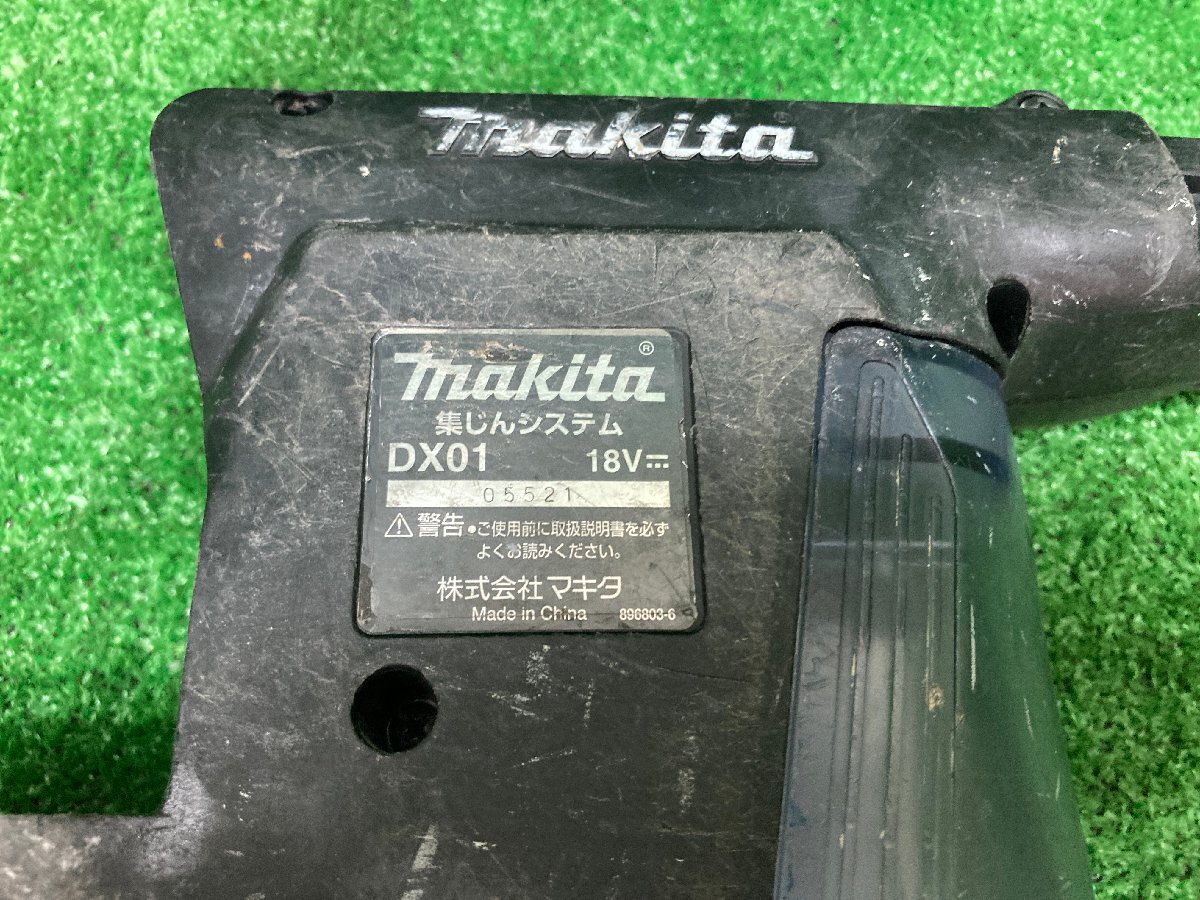 makita
makita®
集じんシステム
DX01 18V⎓
05521
⚠警告 ●ご使用前に取扱説明書を必ず
よくお読みください。
株式会社マキタ
Made in China 896803-6